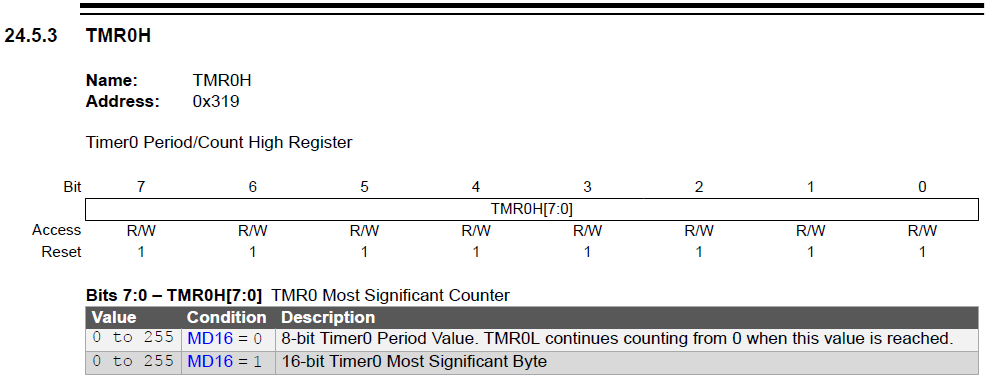 24.5.3 TMR0H
Name: TMR0H
Address: 0x319
Timer0 Period/Count High Register
Bit 7 6 5 4 3 2 1 0
TMR0H[7:0]
Access R/W R/W R/W R/W R/W R/W R/W R/W
Reset 1 1 1 1 1 1 1 1
Bits 7:0 – TMR0H[7:0] TMR0 Most Significant Counter
Value Condition Description
0 to 255 MD16 = 0 8-bit Timer0 Period Value. TMR0L continues counting from 0 when this value is reached.
0 to 255 MD16 = 1 16-bit Timer0 Most Significant Byte